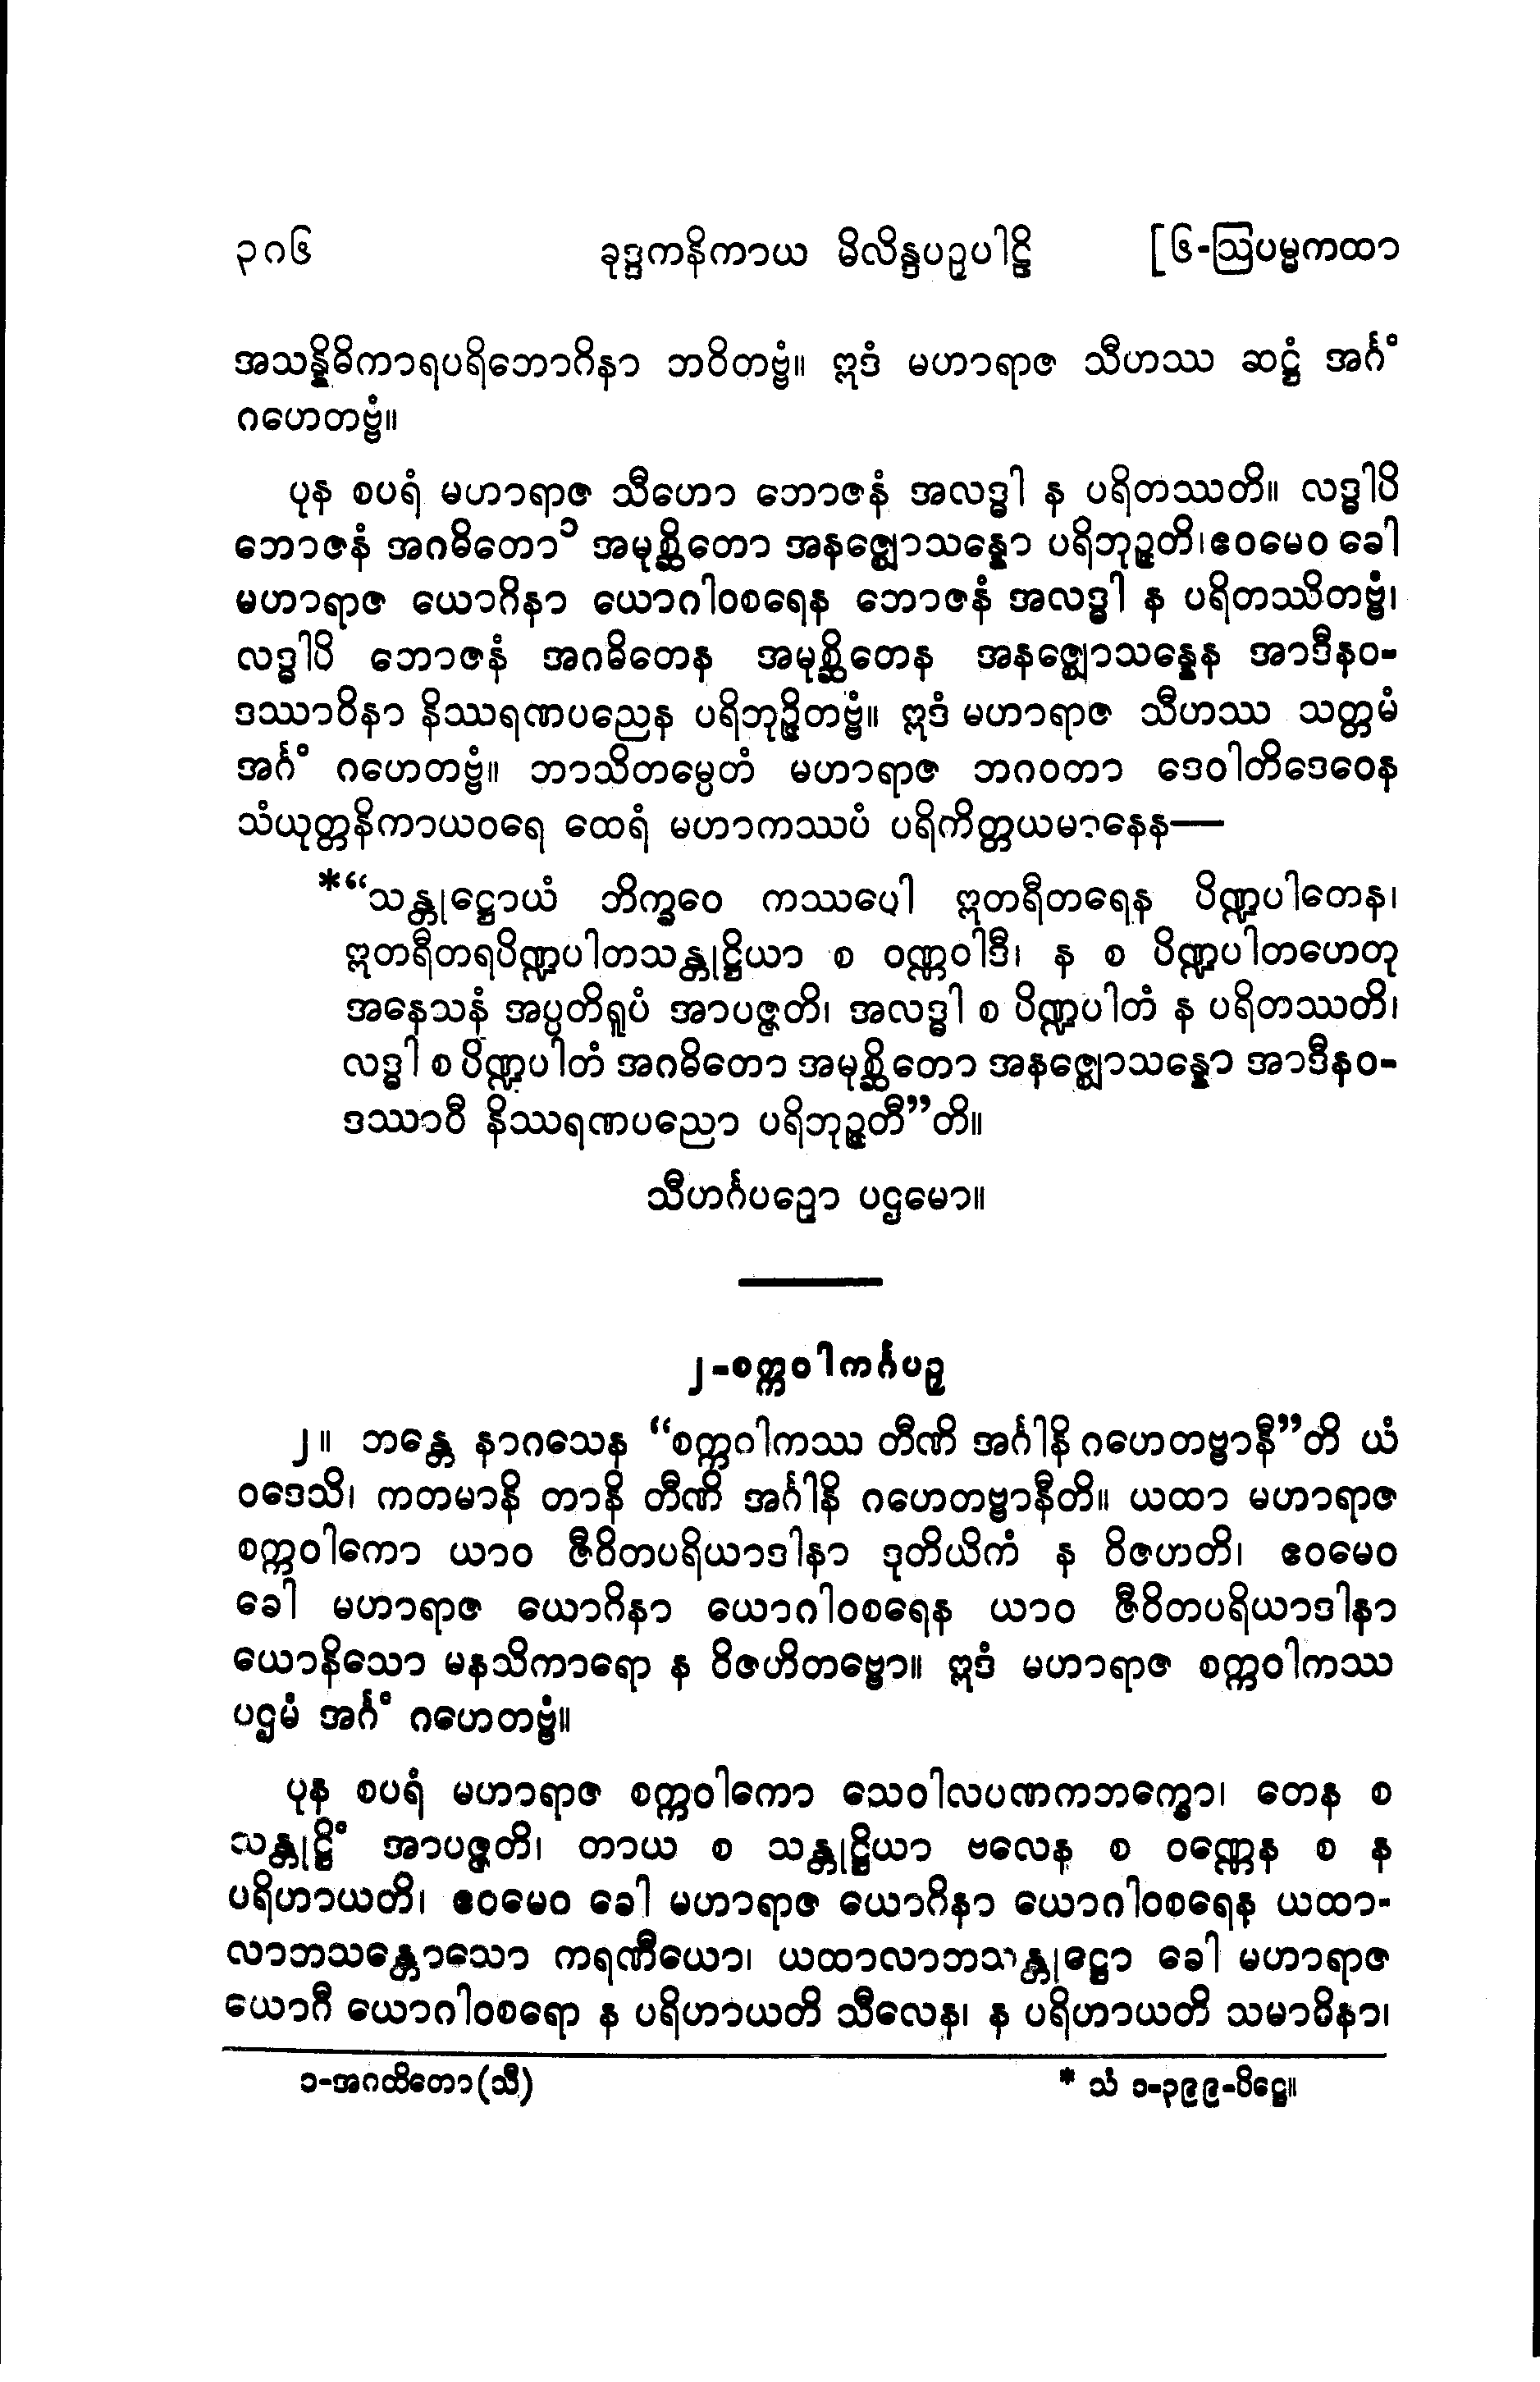 ၃၈၆ ခုဒ္ဒကနိကာယ မိလိန္ဒပဉှပါဠိ [၆-ဩပမ္မကထာ
အသန္နိဓိကာရပရိဘောဂိနာ ဘဝိတဗ္ဗံ။ ဣဒံ မဟာရာဇ သီဟဿ ဆဋ္ဌံ အင်္ဂံ
ဂဟေတဗ္ဗံ။
ပုန စပရံ မဟာရာဇ သီဟော ဘောဇနံ အလဒ္ဓါ န ပရိတဿတိ။ လဒ္ဓါပိ
ဘောဇနံ အဂဓိတော၁ အမုစ္ဆိတော အနဇ္ဈောသန္နော ပရိဘုဉ္ဇတိ၊ ဧဝမေဝ ခေါ
မဟာရာဇ ယောဂိနာ ယောဂါဝစရေန ဘောဇနံ အလဒ္ဓါ န ပရိတဿိတဗ္ဗံ၊
လဒ္ဓါပိ ဘောဇနံ အဂဓိတေန အမုစ္ဆိတေန အနဇ္ဈောသန္နေန အာဒီနဝ-
ဒဿာဝိနာ နိဿရဏပညေန ပရိဘုဉ္ဇိတဗ္ဗံ။ ဣဒံ မဟာရာဇ သီဟဿ သတ္တမံ
အင်္ဂံ ဂဟေတဗ္ဗံ။ ဘာသိတမ္ပေတံ မဟာရာဇ ဘဂဝတာ ဒေဝါတိဒေဝေန
သံယုတ္တနိကာယဝရေ ထေရံ မဟာကဿပံ ပရိကိတ္တယမာနေန—
*“သန္တုဋ္ဌောယံ ဘိက္ခဝေ ကဿပေါ ဣတရီတရေန ပိဏ္ဍပါတေန၊
ဣတရီတရပိဏ္ဍပါတသန္တုဋ္ဌိယာ စ ဝဏ္ဏဝါဒီ၊ န စ ပိဏ္ဍပါတဟေတု
အနေသနံ အပ္ပတိရူပံ အာပဇ္ဇတိ၊ အလဒ္ဓါ စ ပိဏ္ဍပါတံ န ပရိတဿတိ၊
လဒ္ဓါ စ ပိဏ္ဍပါတံ အဂဓိတော အမုစ္ဆိတော အနဇ္ဈောသန္နော အာဒီနဝ-
ဒဿာဝီ နိဿရဏပညော ပရိဘုဉ္ဇတီ”တိ။
သီဟင်္ဂပဉှော ပဌမော။
၂-စက္ကဝါကင်္ဂပဉှ
၂။ ဘန္တေ နာဂသေန “စက္ကဝါကဿ တီဏိ အင်္ဂါနိ ဂဟေတဗ္ဗာနီ”တိ ယံ
ဝဒေသိ၊ ကတမာနိ တာနိ တီဏိ အင်္ဂါနိ ဂဟေတဗ္ဗာနီတိ။ ယထာ မဟာရာဇ
စက္ကဝါကော ယာဝ ဇီဝိတပရိယာဒါနာ ဒုတိယိကံ န ဝိဇဟတိ၊ ဧဝမေဝ
ခေါ မဟာရာဇ ယောဂိနာ ယောဂါဝစရေန ယာဝ ဇီဝိတပရိယာဒါနာ
ယောနိသော မနသိကာရော န ဝိဇဟိတဗ္ဗော။ ဣဒံ မဟာရာဇ စက္ကဝါကဿ
ပဌမံ အင်္ဂံ ဂဟေတဗ္ဗံ။
ပုန စပရံ မဟာရာဇ စက္ကဝါကော သေဝါလပဏကဘက္ခော၊ တေန စ
သန္တုဋ္ဌိံ အာပဇ္ဇတိ၊ တာယ စ သန္တုဋ္ဌိယာ ဗလေန စ ဝဏ္ဏေန စ န
ပရိဟာယတိ၊ ဧဝမေဝ ခေါ မဟာရာဇ ယောဂိနာ ယောဂါဝစရေန ယထာ-
လာဘသန္တောသော ကရဏီယော၊ ယထာလာဘသန္တုဋ္ဌော ခေါ မဟာရာဇ
ယောဂီ ယောဂါဝစရော န ပရိဟာယတိ သီလေန၊ န ပရိဟာယတိ သမာဓိနာ၊
၁-အဂထိတော(သီ) * သံ ၁-၃၉၉-ပိဋ္ဌေ။